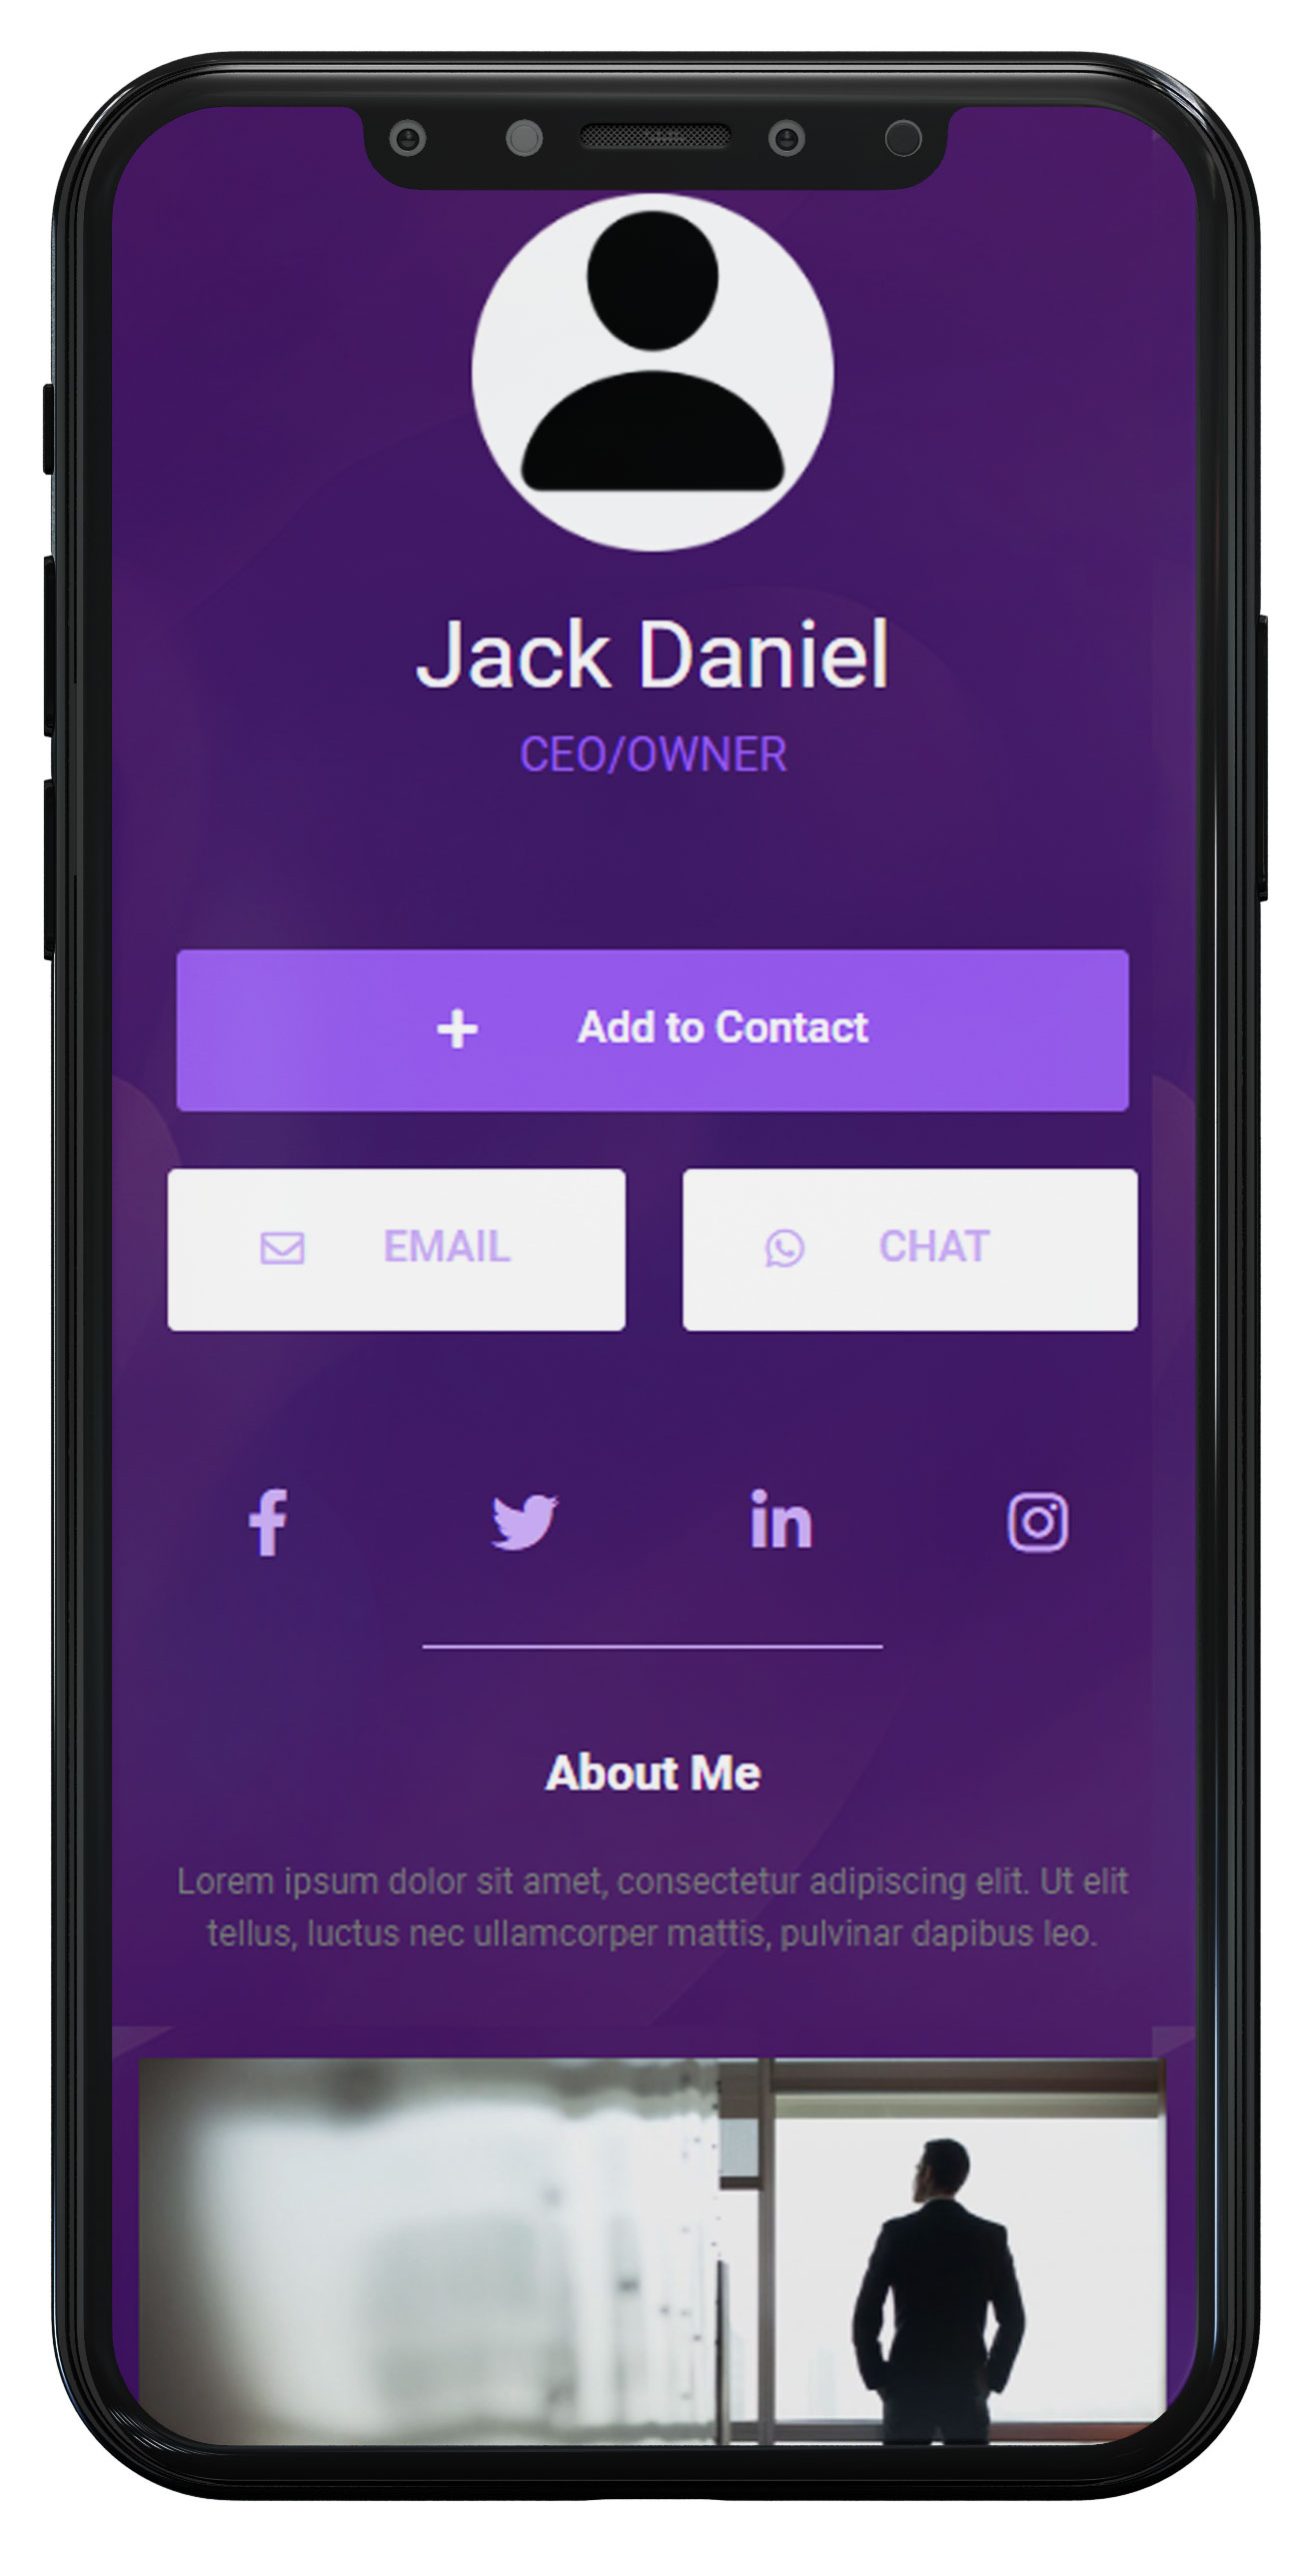 Jack Daniel
CEO/OWNER
Add to Contact
EMAIL
CHAT
About Me
Lorem ipsum dolor sit amet, consectetur adipiscing elit. Ut elit
tellus, luctus nec ullamcorper mattis, pulvinar dapibus leo.